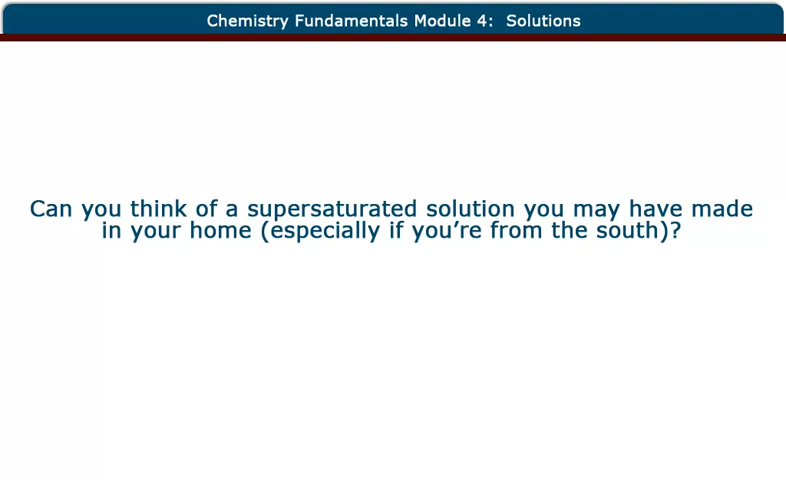 Chemistry Fundamentals Module 4:  Solutions
Can you think of a supersaturated solution you may have made
in your home (especially if you’re from the south)?